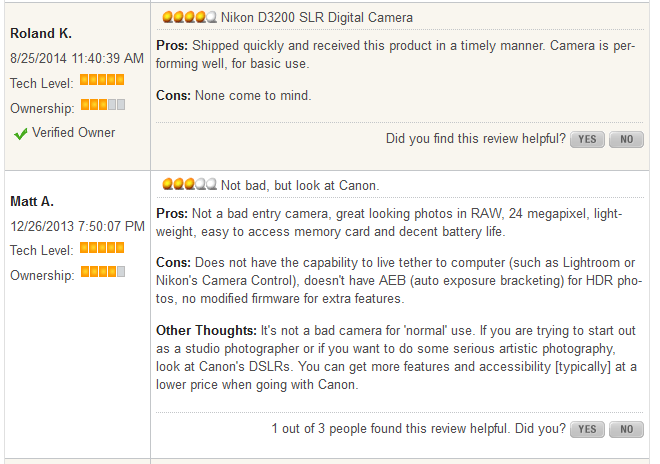 Roland K.
8/25/2014 11:40:39 AM
Tech Level:
Ownership:
Verified Owner
Nikon D3200 SLR Digital Camera
Pros: Shipped quickly and received this product in a timely manner. Camera is per-
forming well, for basic use.
Cons: None come to mind.
Did you find this review helpful? YES NO
Matt A.
12/26/2013 7:50:07 PM
Tech Level:
Ownership:
Not bad, but look at Canon.
Pros: Not a bad entry camera, great looking photos in RAW, 24 megapixel, light-
weight, easy to access memory card and decent battery life.
Cons: Does not have the capability to live tether to computer (such as Lightroom or
Nikon's Camera Control), doesn't have AEB (auto exposure bracketing) for HDR pho-
tos, no modified firmware for extra features.
Other Thoughts: It's not a bad camera for 'normal' use. If you are trying to start out
as a studio photographer or if you want to do some serious artistic photography,
look at Canon's DSLRs. You can get more features and accessibility [typically] at a
lower price when going with Canon.
1 out of 3 people found this review helpful. Did you? YES NO